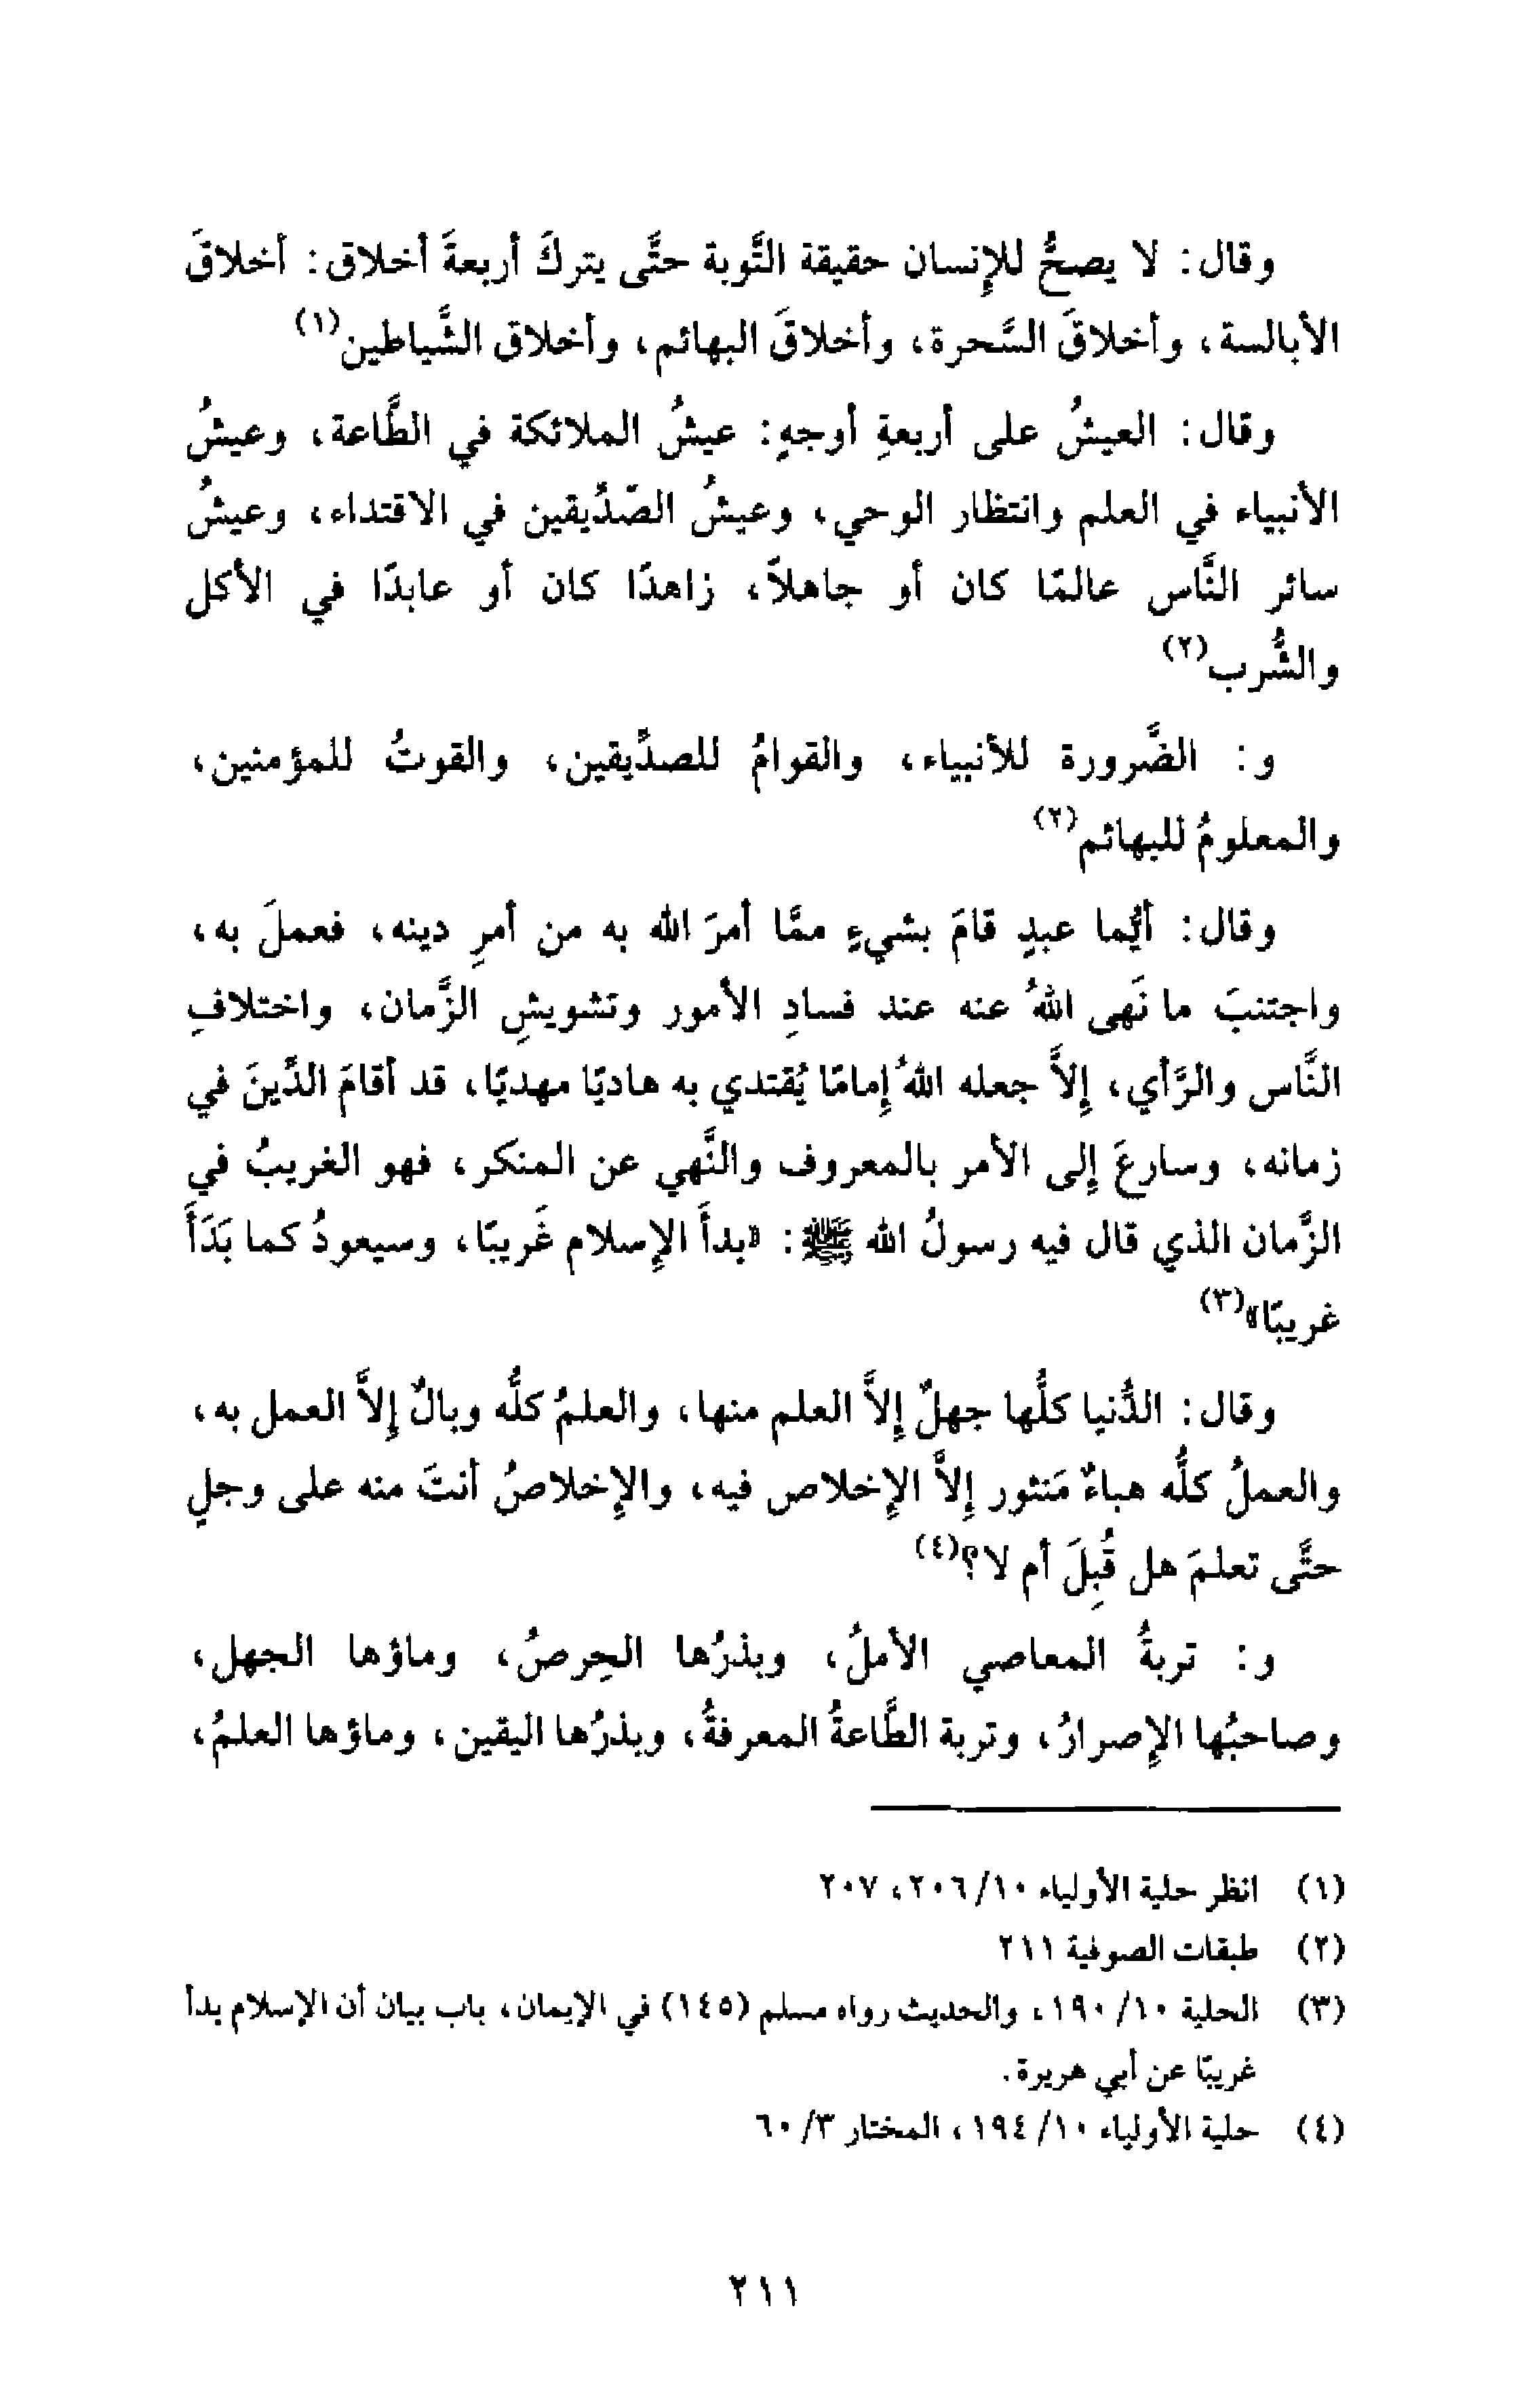 وقال: لا يصحُّ للإنسان حقيقة التَّوبة حتَّى يتركَ أربعةَ أخلاق: أخلاقَ
الأبالسة، وأخلاقَ السَّحرة، وأخلاقَ البهائم، وأخلاق الشَّياطين(١)
وقال: العيشُ على أربعةِ أوجهٍ: عيشُ الملائكة في الطَّاعة، وعيشُ
الأنبياء في العلم وانتظار الوحي، وعيشُ الصّدِّيقين في الاقتداء، وعيشُ
سائر النَّاس عالمًا كان أو جاهلاً، زاهدًا كان أو عابدًا في الأكل
والشُّرب(٢)
و: الضَّرورة للأنبياء، والقوامُ للصدِّيقين، والقوتُ للمؤمنين،
والمعلومُ للبهائم(٢)
وقال: أيُّما عبدٍ قامَ بشيءٍ ممَّا أمرَ الله به من أمرِ دينه، فعملَ به،
واجتنبَ ما نَهى اللهُ عنه عند فسادِ الأمور وتشويشِ الزَّمان، واختلافِ
النَّاس والرَّأي، إلاَّ جعله اللهُ إمامًا يُقتدي به هاديًا مهديًا، قد أقامَ الدِّينَ في
زمانه، وسارعَ إلى الأمر بالمعروف والنَّهي عن المنكر، فهو الغريبُ في
الزَّمان الذي قال فيه رسولُ الله ﷺ: «بدأَ الإسلام غَريبًا، وسيعودُ كما بَدَأَ
غريبًا»(٣)
وقال: الدُّنيا كلُّها جهلٌ إلاَّ العلم منها، والعلمُ كلُّه وبالٌ إلاَّ العمل به،
والعملُ كلُّه هباءٌ مَنثور إلاَّ الإخلاص فيه، والإخلاصُ أنتَ منه على وجلٍ
حتَّى تعلمَ هل قُبِلَ أم لا؟(٤)
و: تربةُ المعاصي الأملُ، وبذرُها الحِرصُ، وماؤها الجهل،
وصاحبُها الإصرارُ، وتربة الطَّاعةُ المعرفةُ، وبذرُها اليقين، وماؤها العلمُ،
(١) انظر حلية الأولياء ١٠/ ٢٠٦، ٢٠٧
(٢) طبقات الصوفية ٢١١
(٣) الحلية ١٠/ ١٩٠، والحديث رواه مسلم (١٤٥) في الإيمان، باب بيان أن الإسلام بدأ
غريبًا عن أبي هريرة.
(٤) حلية الأولياء ١٠/ ١٩٤، المختار ٣/ ٦٠
٢١١